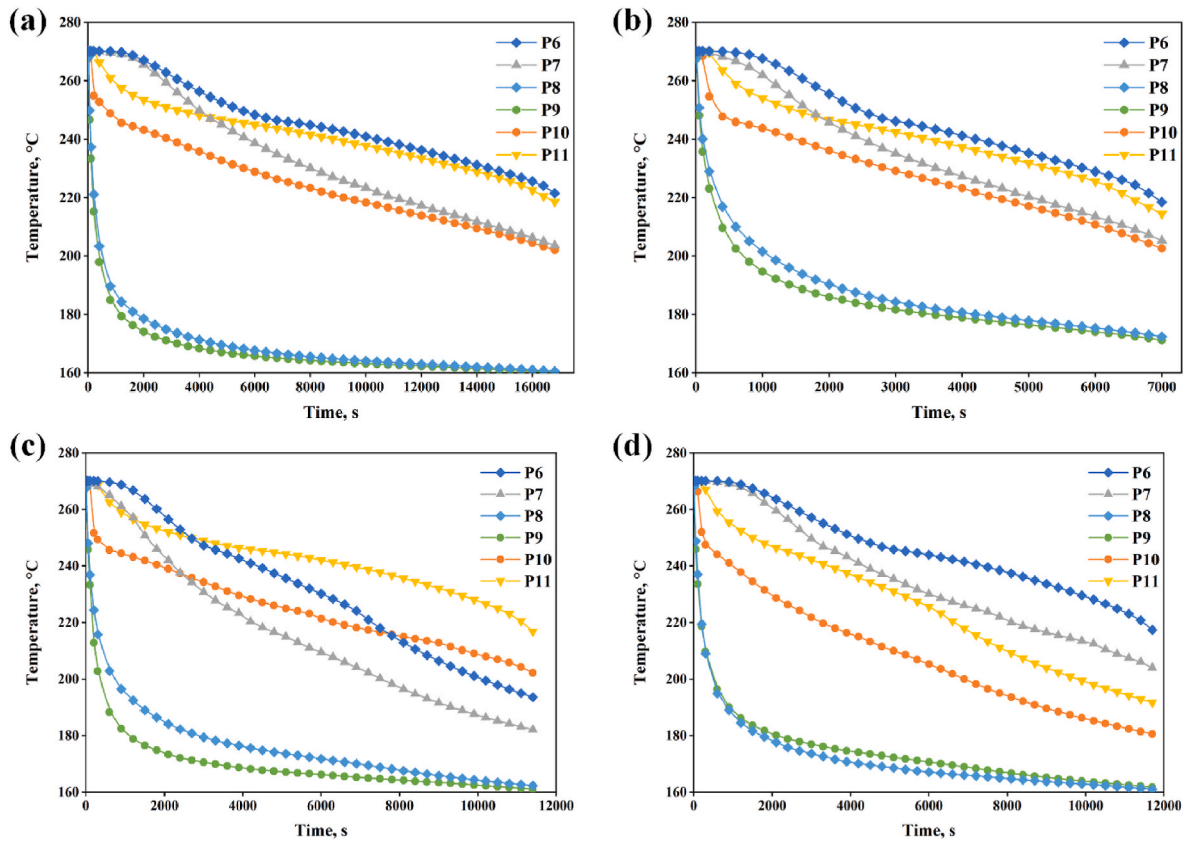 (a)
280
260
240
220
200
180
160
Temperature, °C
0 2000 4000 6000 8000 10000 12000 14000 16000
Time, s
P6
P7
P8
P9
P10
P11
(b)
280
260
240
220
200
180
160
Temperature, °C
0 1000 2000 3000 4000 5000 6000 7000
Time, s
P6
P7
P8
P9
P10
P11
(c)
280
260
240
220
200
180
160
Temperature, °C
0 2000 4000 6000 8000 10000 12000
Time, s
P6
P7
P8
P9
P10
P11
(d)
280
260
240
220
200
180
160
Temperature, °C
0 2000 4000 6000 8000 10000 12000
Time, s
P6
P7
P8
P9
P10
P11